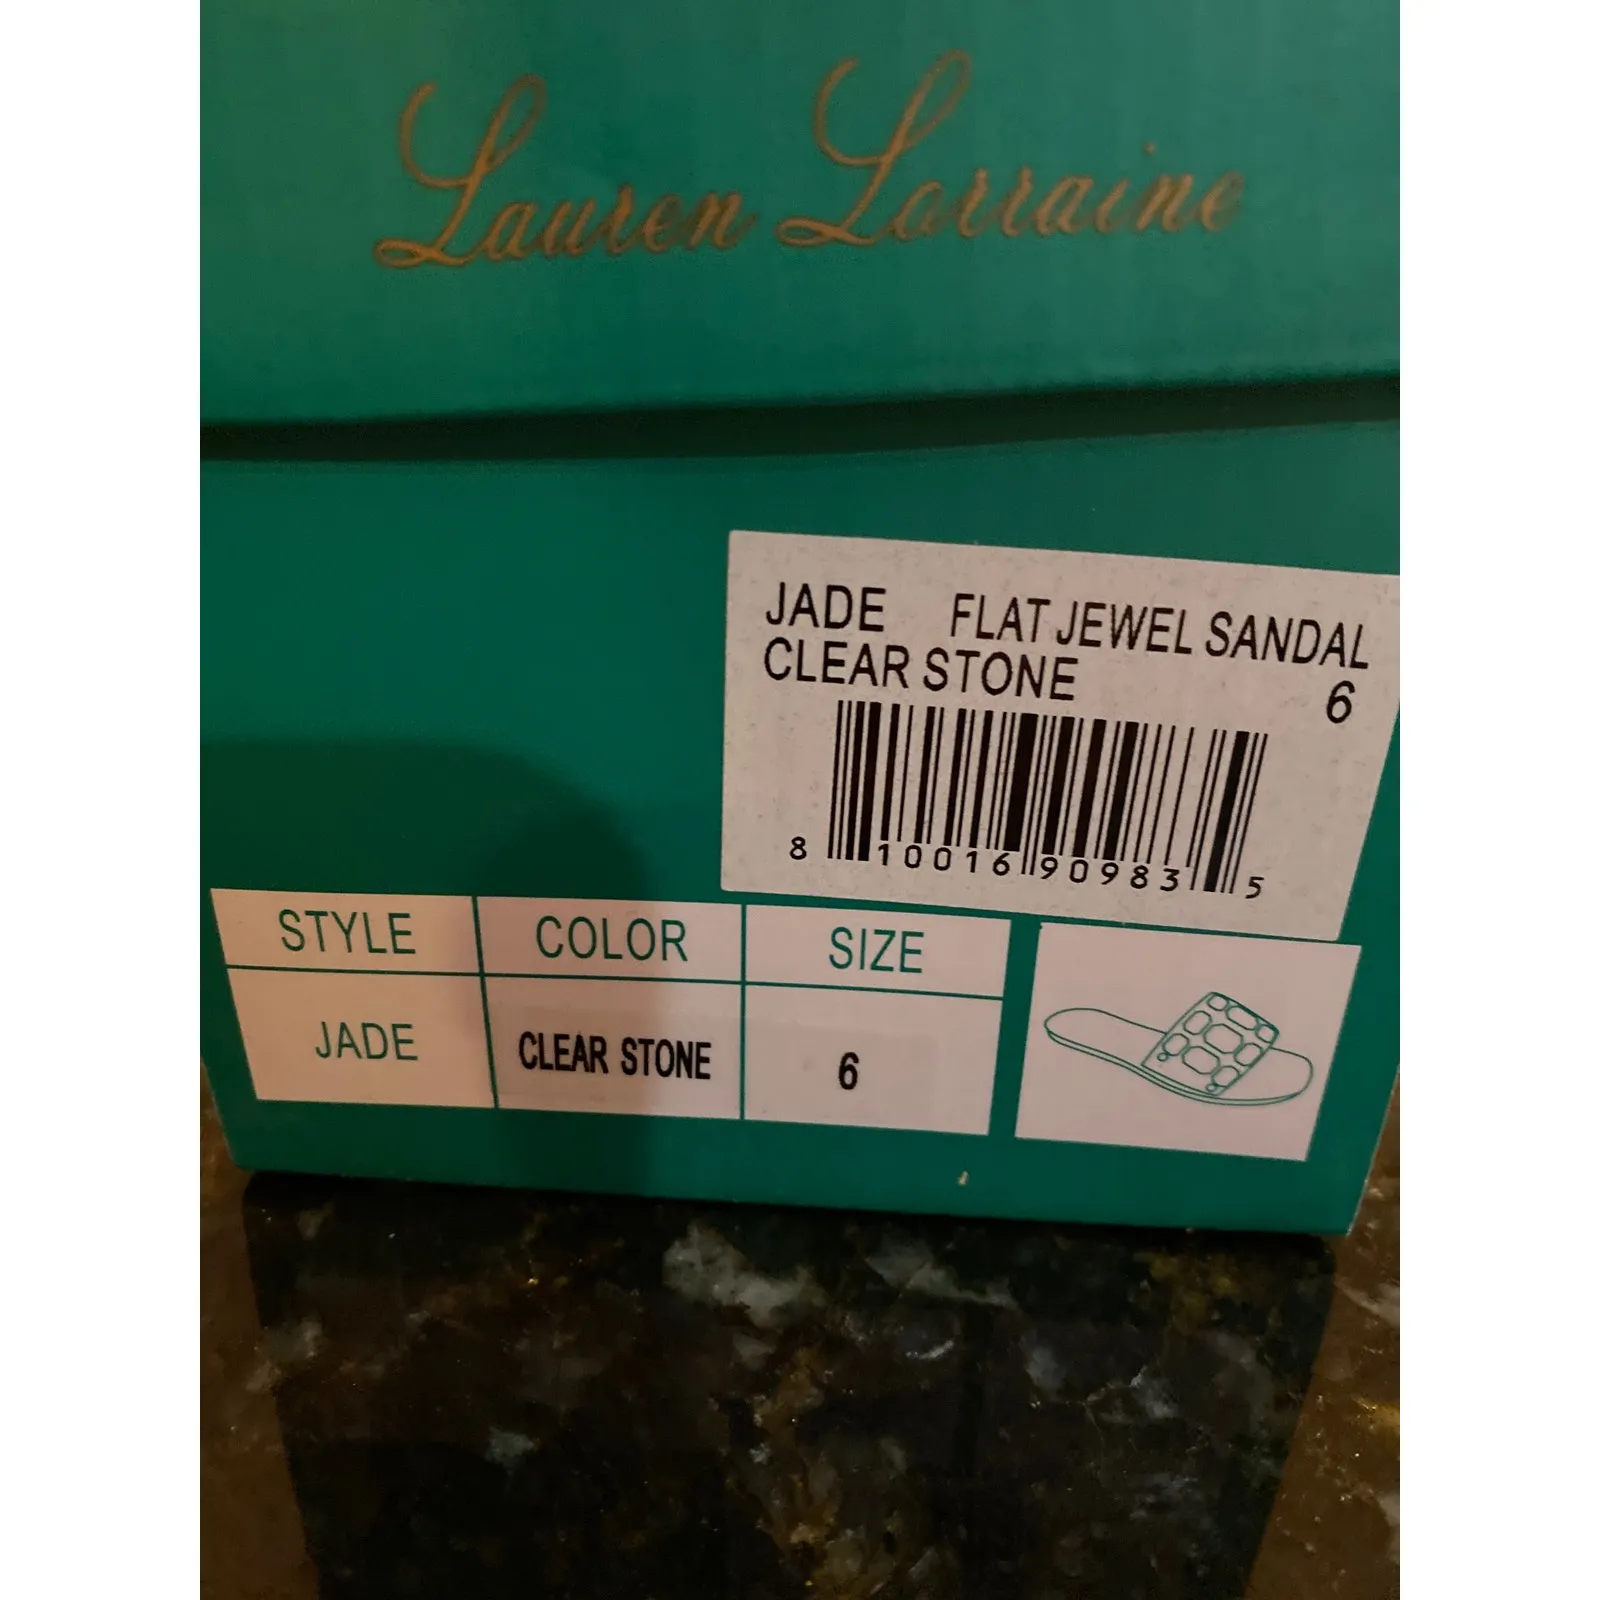 Lauren Lorraine
JADE FLAT JEWEL SANDAL
CLEAR STONE 6
8 10016 90983 5
STYLE COLOR SIZE
JADE CLEAR STONE 6